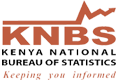 KNBS
KENYA NATIONAL
BUREAU OF STATISTICS
Keeping you informed